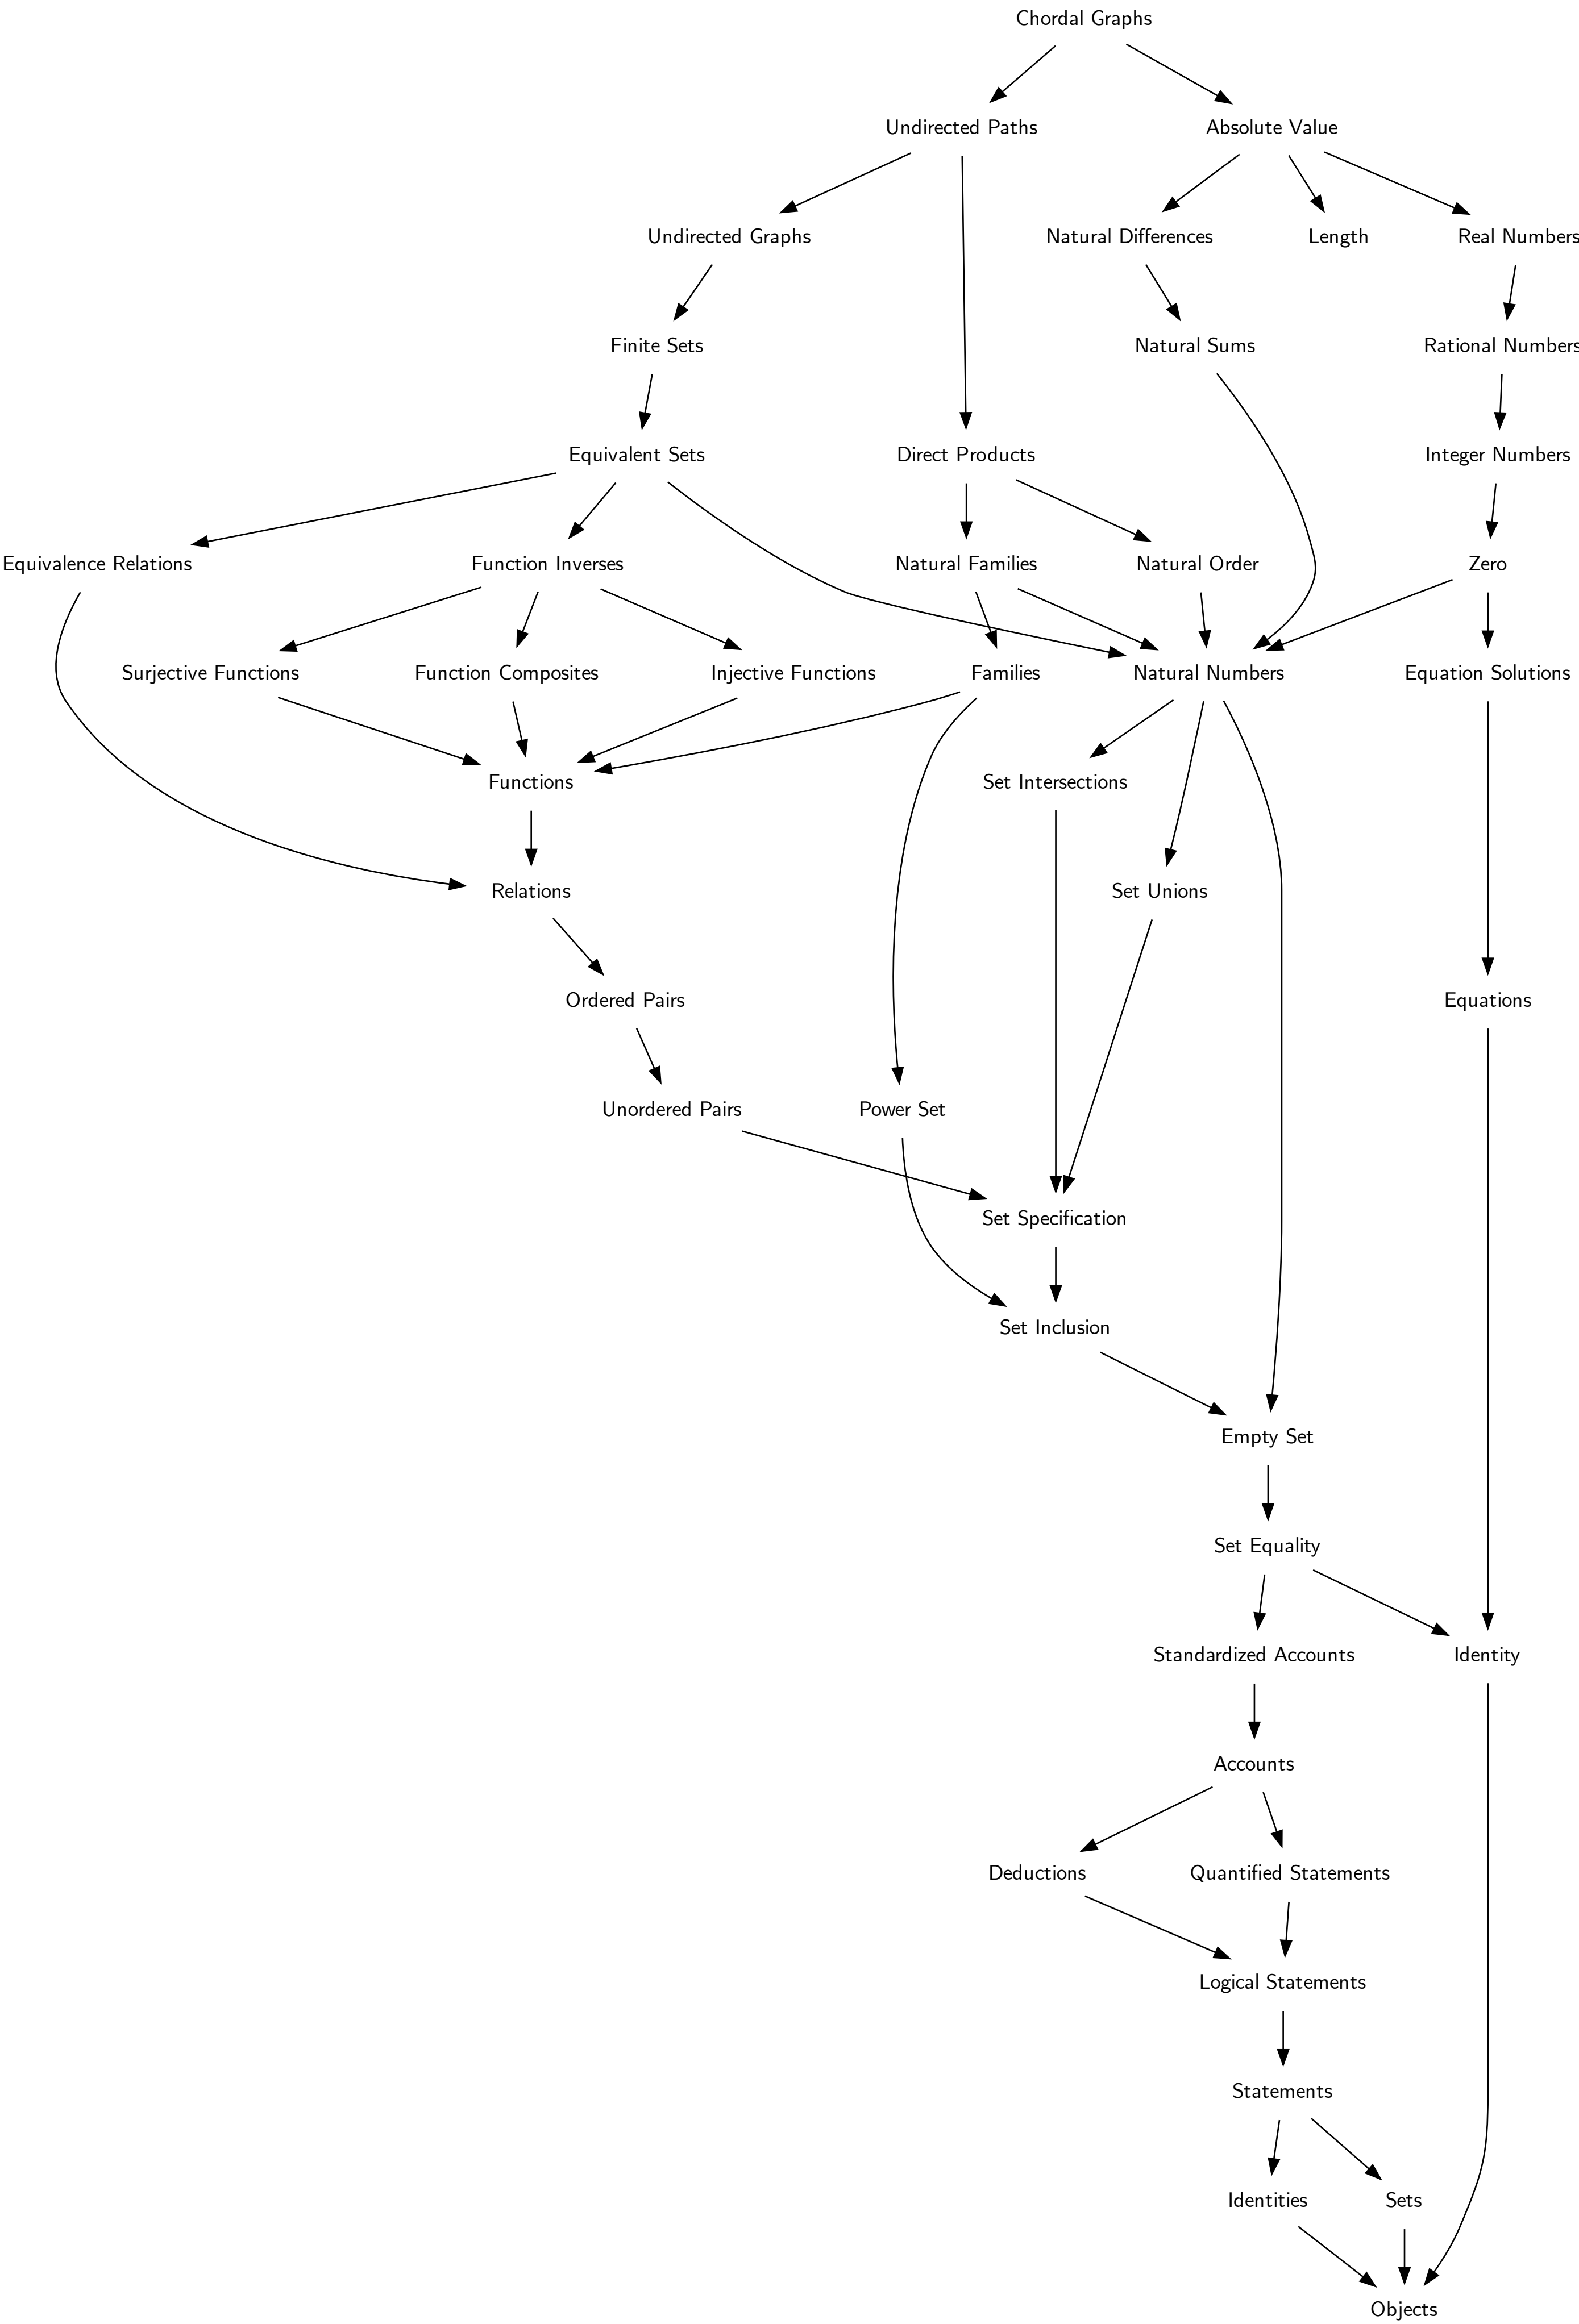 Chordal Graphs
Undirected Paths
Absolute Value
Undirected Graphs
Natural Differences
Length
Real Numbers
Finite Sets
Natural Sums
Rational Numbers
Equivalent Sets
Direct Products
Integer Numbers
Equivalence Relations
Function Inverses
Natural Families
Natural Order
Zero
Surjective Functions
Function Composites
Injective Functions
Families
Natural Numbers
Equation Solutions
Functions
Set Intersections
Relations
Set Unions
Ordered Pairs
Equations
Unordered Pairs
Power Set
Set Specification
Set Inclusion
Empty Set
Set Equality
Standardized Accounts
Identity
Accounts
Deductions
Quantified Statements
Logical Statements
Statements
Identities
Sets
Objects